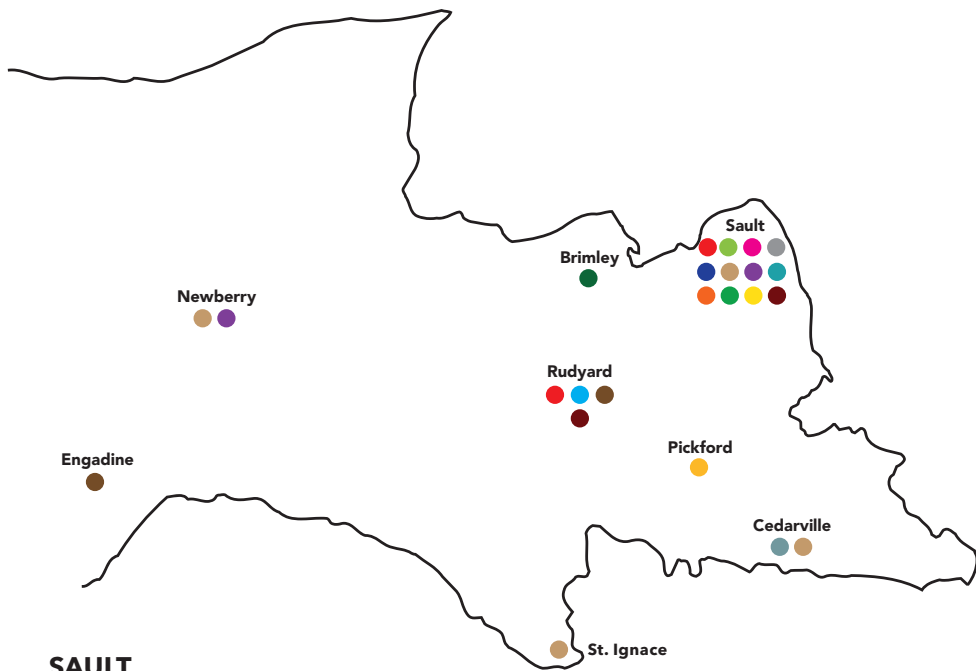 Sault
Brimley
Newberry
Rudyard
Pickford
Engadine
Cedarville
St. Ignace
SAULT